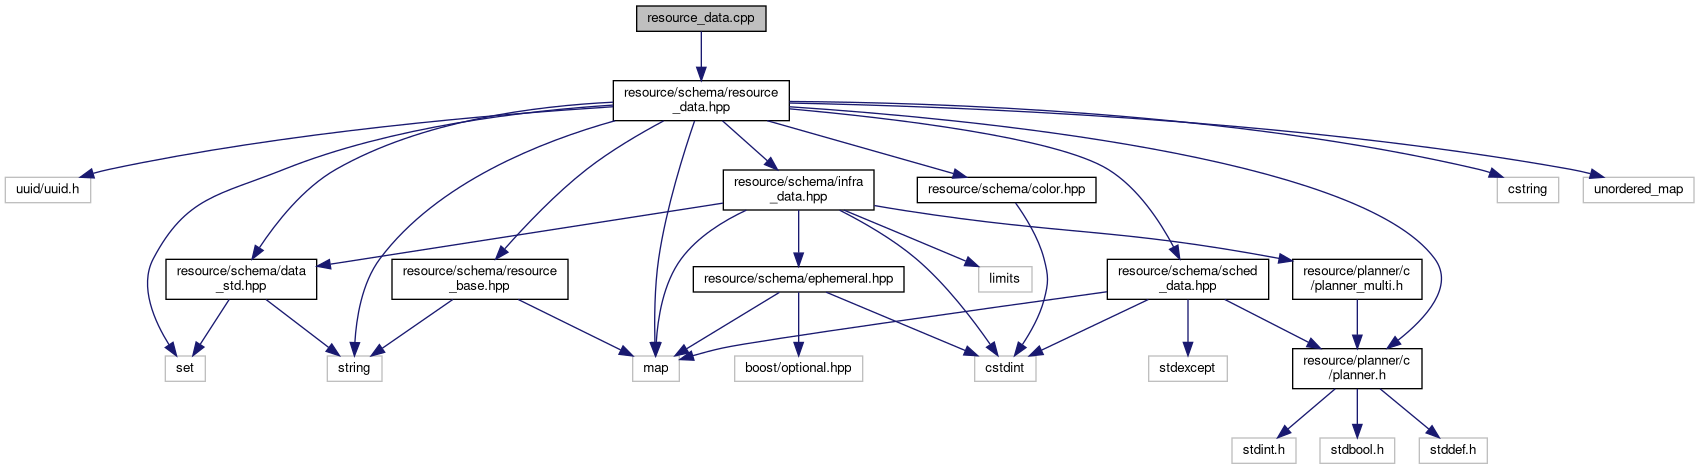 resource_data.cpp
resource/schema/resource
_data.hpp
uuid/uuid.h
resource/schema/infra
_data.hpp
resource/schema/color.hpp
cstring
unordered_map
resource/schema/data
_std.hpp
resource/schema/resource
_base.hpp
resource/schema/ephemeral.hpp
limits
resource/schema/sched
_data.hpp
resource/planner/c
/planner_multi.h
set
string
map
boost/optional.hpp
cstdint
stdexcept
resource/planner/c
/planner.h
stdint.h
stdbool.h
stddef.h